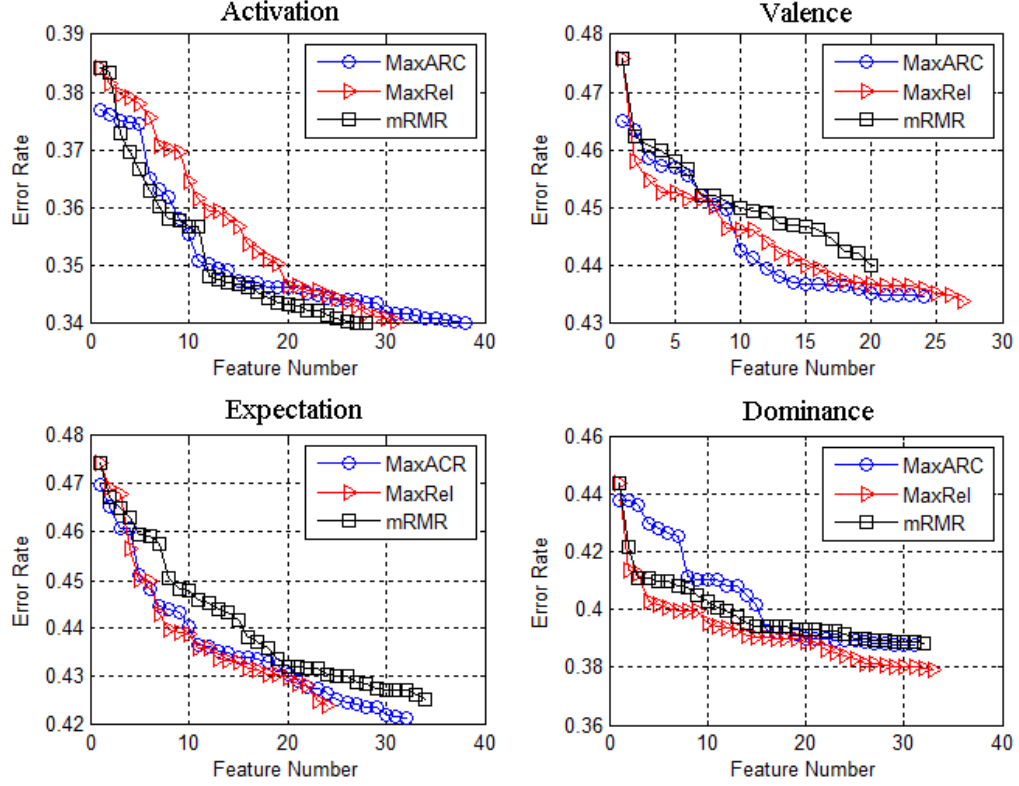 Activation
0.39
0.38
0.37
0.36
0.35
0.34
Error Rate
MaxARC
MaxRel
mRMR
0
10
20
30
40
Feature Number
Valence
0.48
0.47
0.46
0.45
0.44
0.43
Error Rate
MaxARC
MaxRel
mRMR
0
5
10
15
20
25
30
Feature Number
Expectation
0.48
0.47
0.46
0.45
0.44
0.43
0.42
Error Rate
MaxACR
MaxRel
mRMR
0
10
20
30
40
Feature Number
Dominance
0.46
0.44
0.42
0.4
0.38
0.36
Error Rate
MaxARC
MaxRel
mRMR
0
10
20
30
40
Feature Number